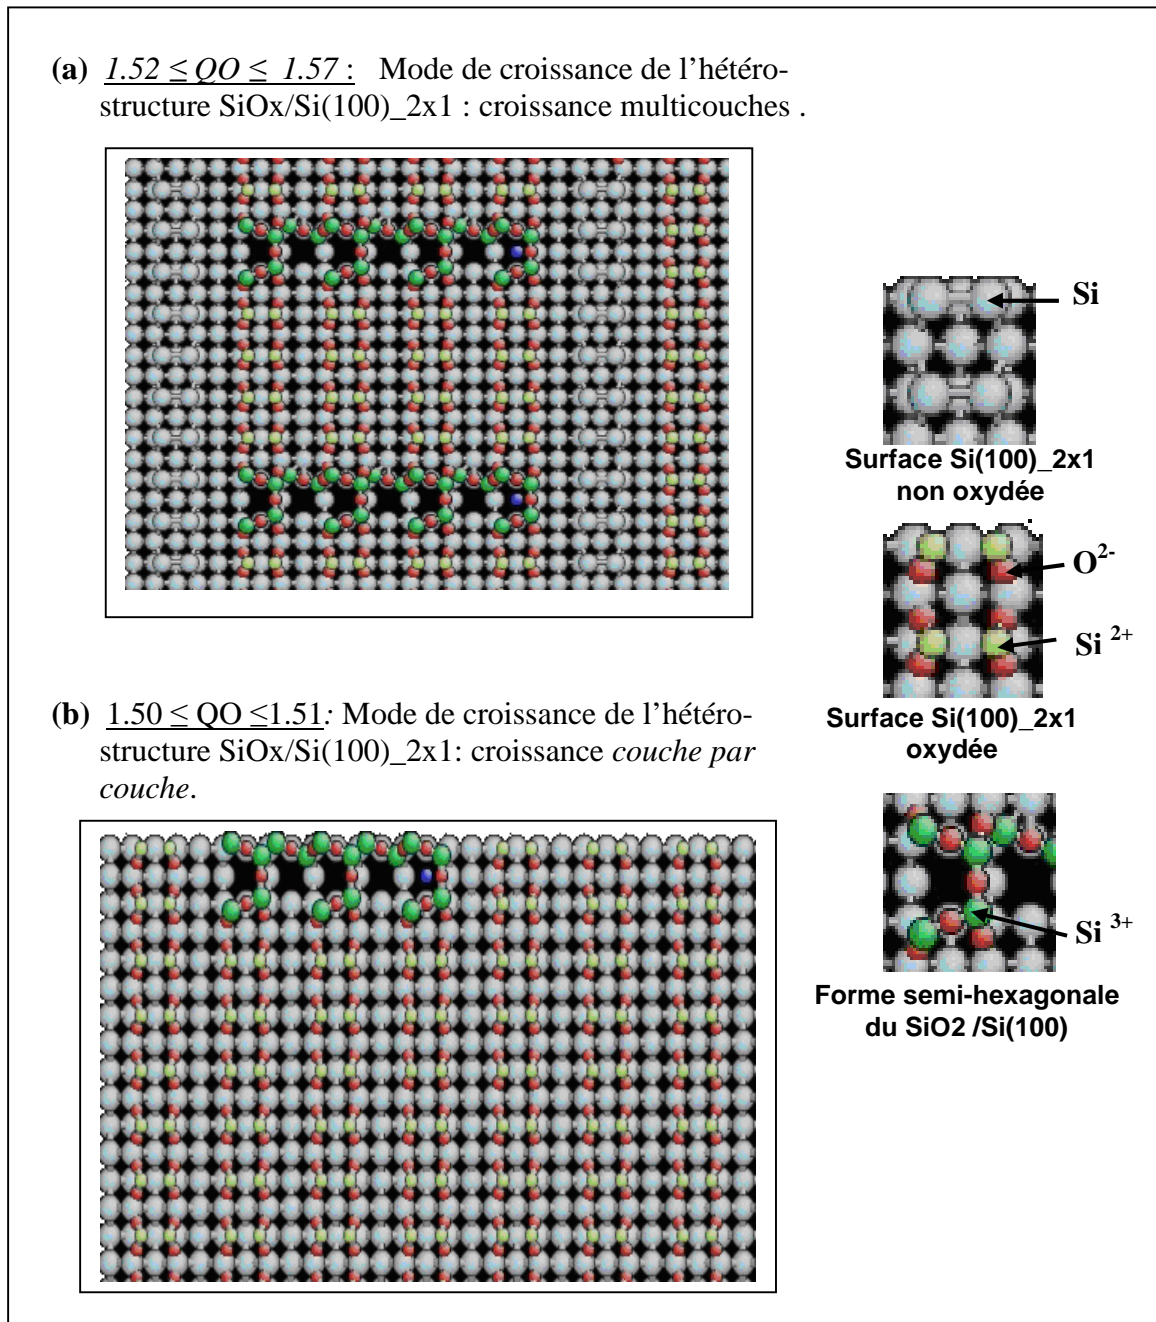 (a) 1.52 ≤ QO ≤ 1.57 : Mode de croissance de l’hétéro-
structure SiOx/Si(100)_2x1 : croissance multicouches .
Si
Surface Si(100)_2x1
non oxydée
O2-
Si 2+
Surface Si(100)_2x1
oxydée
(b) 1.50 ≤ QO ≤1.51: Mode de croissance de l’hétéro-
structure SiOx/Si(100)_2x1: croissance couche par
couche.
Si 3+
Forme semi-hexagonale
du SiO2 /Si(100)